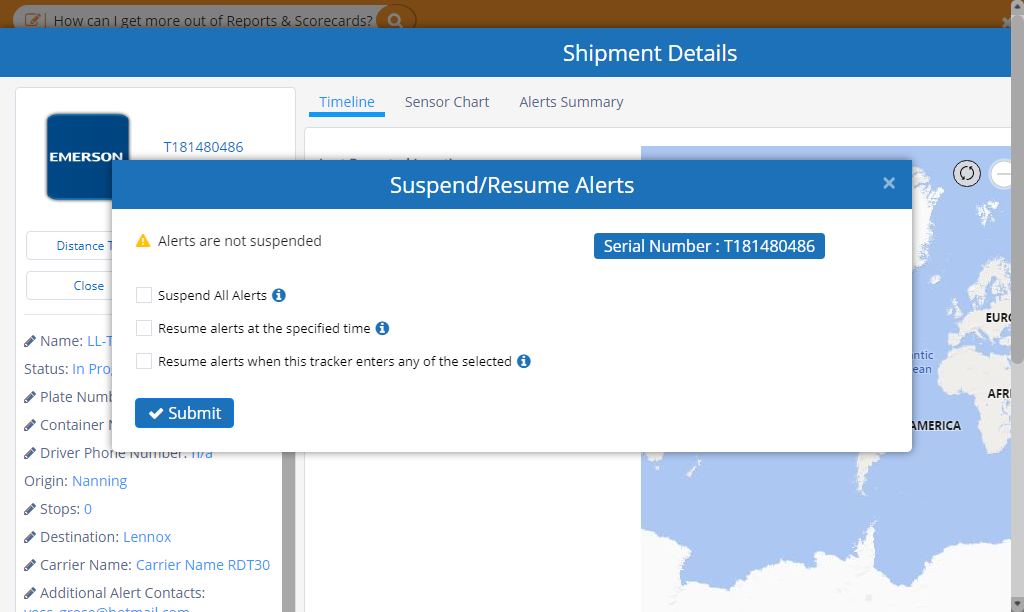 How can I get more out of Reports & Scorecards?
Shipment Details
Timeline
Sensor Chart
Alerts Summary
EMERSON
T181480486
Suspend/Resume Alerts
Alerts are not suspended
Serial Number : T181480486
Suspend All Alerts
Resume alerts at the specified time
Resume alerts when this tracker enters any of the selected
Submit
Distance T
Close
Name: LL-T
Status: In Prog
Plate Numb
Container N
Driver Phone Number: n/a
Origin: Nanning
Stops: 0
Destination: Lennox
Carrier Name: Carrier Name RDT30
Additional Alert Contacts:
EURO
ntic
ean
AFRI
AMERICA